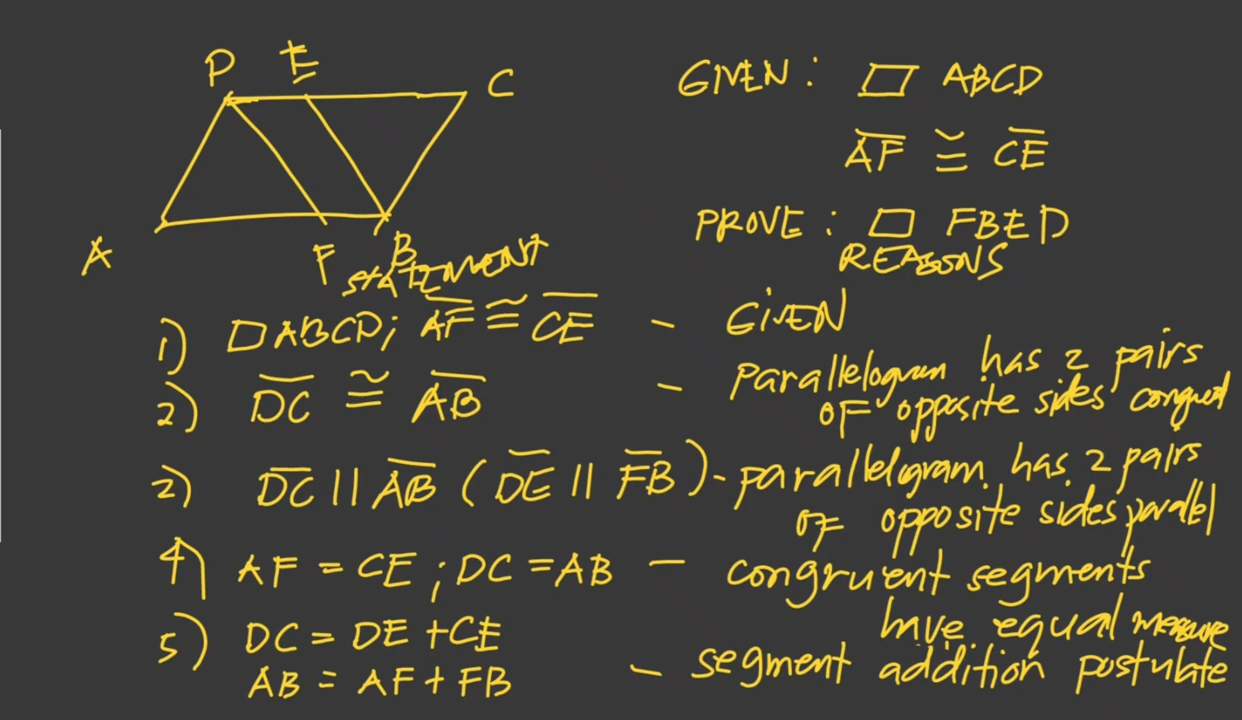 D E C
A F B
GIVEN: ▱ ABCD
AF ≅ CE
PROVE: ▱ FBED
STATEMENT REASONS
1) ▱ABCD; AF ≅ CE - GIVEN
2) DC ≅ AB - parallelogram has 2 pairs
OF opposite sides congruent
2) DC || AB (DE || FB) - parallelogram has 2 pairs
OF opposite sides parallel
4) AF = CE; DC = AB - congruent segments
have equal measure
5) DC = DE + CE
AB = AF + FB - segment addition postulate